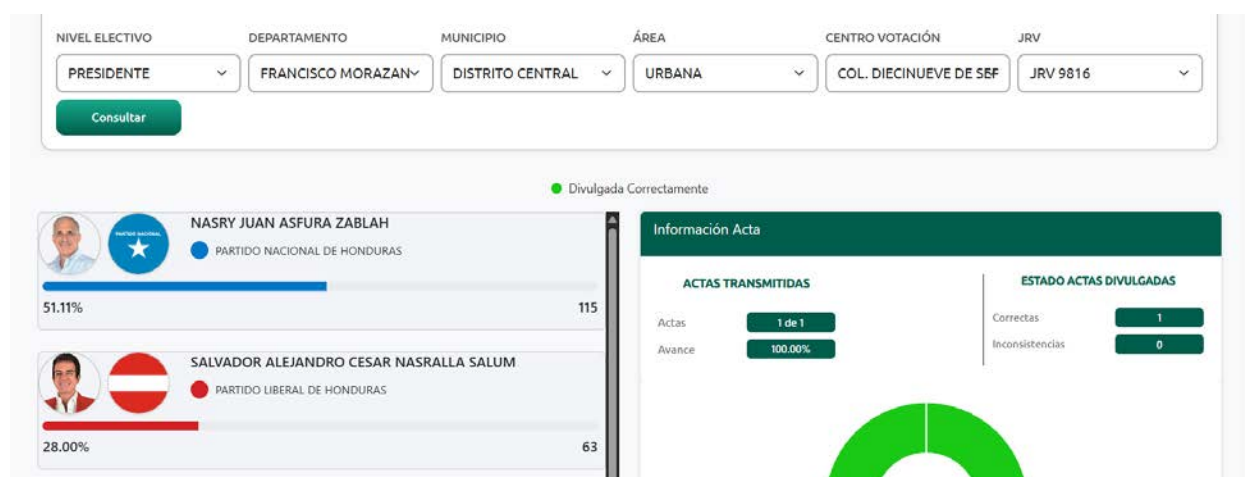 NIVEL ELECTIVO DEPARTAMENTO MUNICIPIO ÁREA CENTRO VOTACIÓN JRV
PRESIDENTE FRANCISCO MORAZAN DISTRITO CENTRAL URBANA COL. DIECINUEVE DE JRV 9816
Consultar
Divulgada Correctamente
NASRY JUAN ASFURA ZABLAH
PARTIDO NACIONAL
PARTIDO NACIONAL DE HONDURAS
51.11% 115
SALVADOR ALEJANDRO CESAR NASRALLA SALUM
PARTIDO LIBERAL DE HONDURAS
28.00% 63
Información Acta
ACTAS TRANSMITIDAS ESTADO ACTAS DIVULGADAS
Actas 1 de 1 Correctas 1
Avance 100.00% Inconsistencias 0